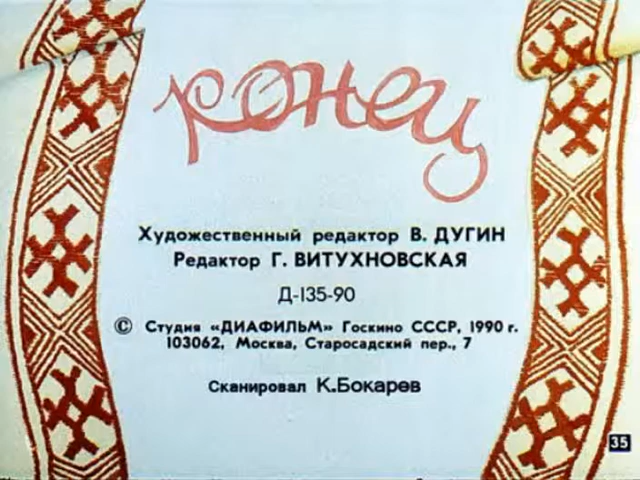 конец
Художественный редактор В. ДУГИН
Редактор Г. ВИТУХНОВСКАЯ
Д-135-90
© Студия «ДИАФИЛЬМ» Госкино СССР, 1990 г.
103062, Москва, Старосадский пер., 7
Сканировал К.Бокарев
35